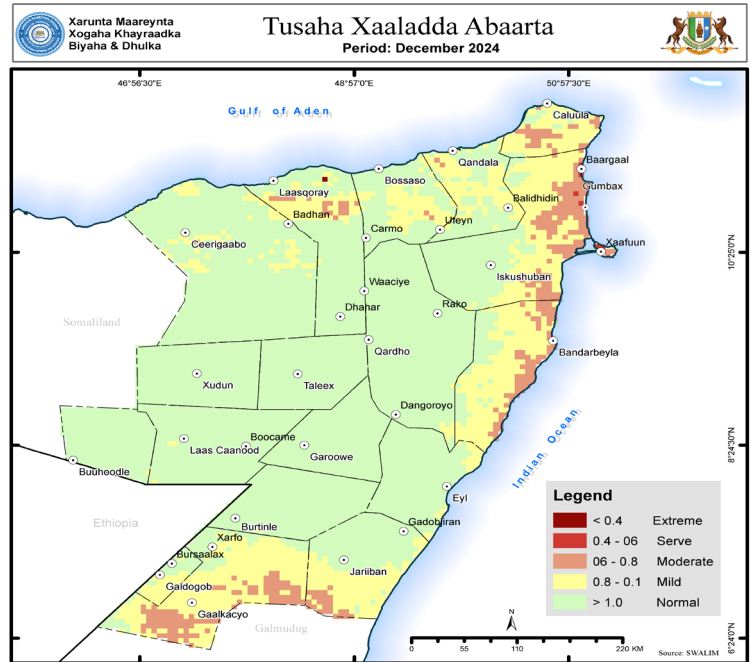 Xarunta Maareynta
Xogaha Khayraadka
Biyaha & Dhulka
Tusaha Xaaladda Abaarta
Period: December 2024
46°56'30"E
48°57'0"E
50°57'30"E
Gulf of Aden
Caluula
Qandala
Baargaal
Bossaso
Laasqoray
Gumbax
Balidhidin
Badhan
Ufeyn
Carmo
Ceerigaabo
Xaafuun
10°25'0"N
Iskushuban
Waaciye
Dhahar
Rako
Somaliland
Qardho
Bandarbeyla
Xudun
Taleex
Dangoroyo
Boocame
Laas Caanood
Garoowe
8°24'30"N
Buuhoodle
Indian Ocean
Eyl
Legend
< 0.4 Extreme
0.4 - 06 Serve
06 - 0.8 Moderate
0.8 - 0.1 Mild
> 1.0 Normal
Ethiopia
Burtinle
Gadobjiran
Xarfo
Bursaalax
Jariiban
Galdogob
Gaalkacyo
Galmudug
N
0 55 110 220 KM
Source: SWALIM
6°24'0"N